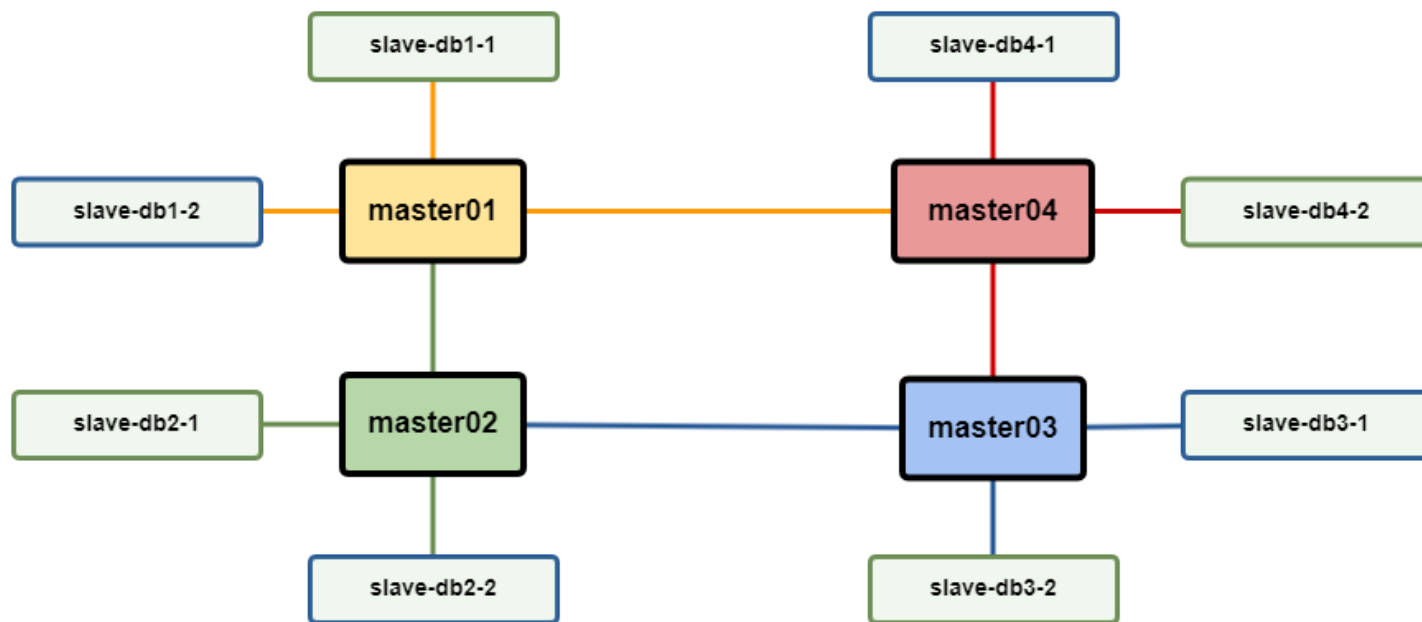 slave-db1-1
slave-db4-1
slave-db1-2
master01
master04
slave-db4-2
slave-db2-1
master02
master03
slave-db3-1
slave-db2-2
slave-db3-2